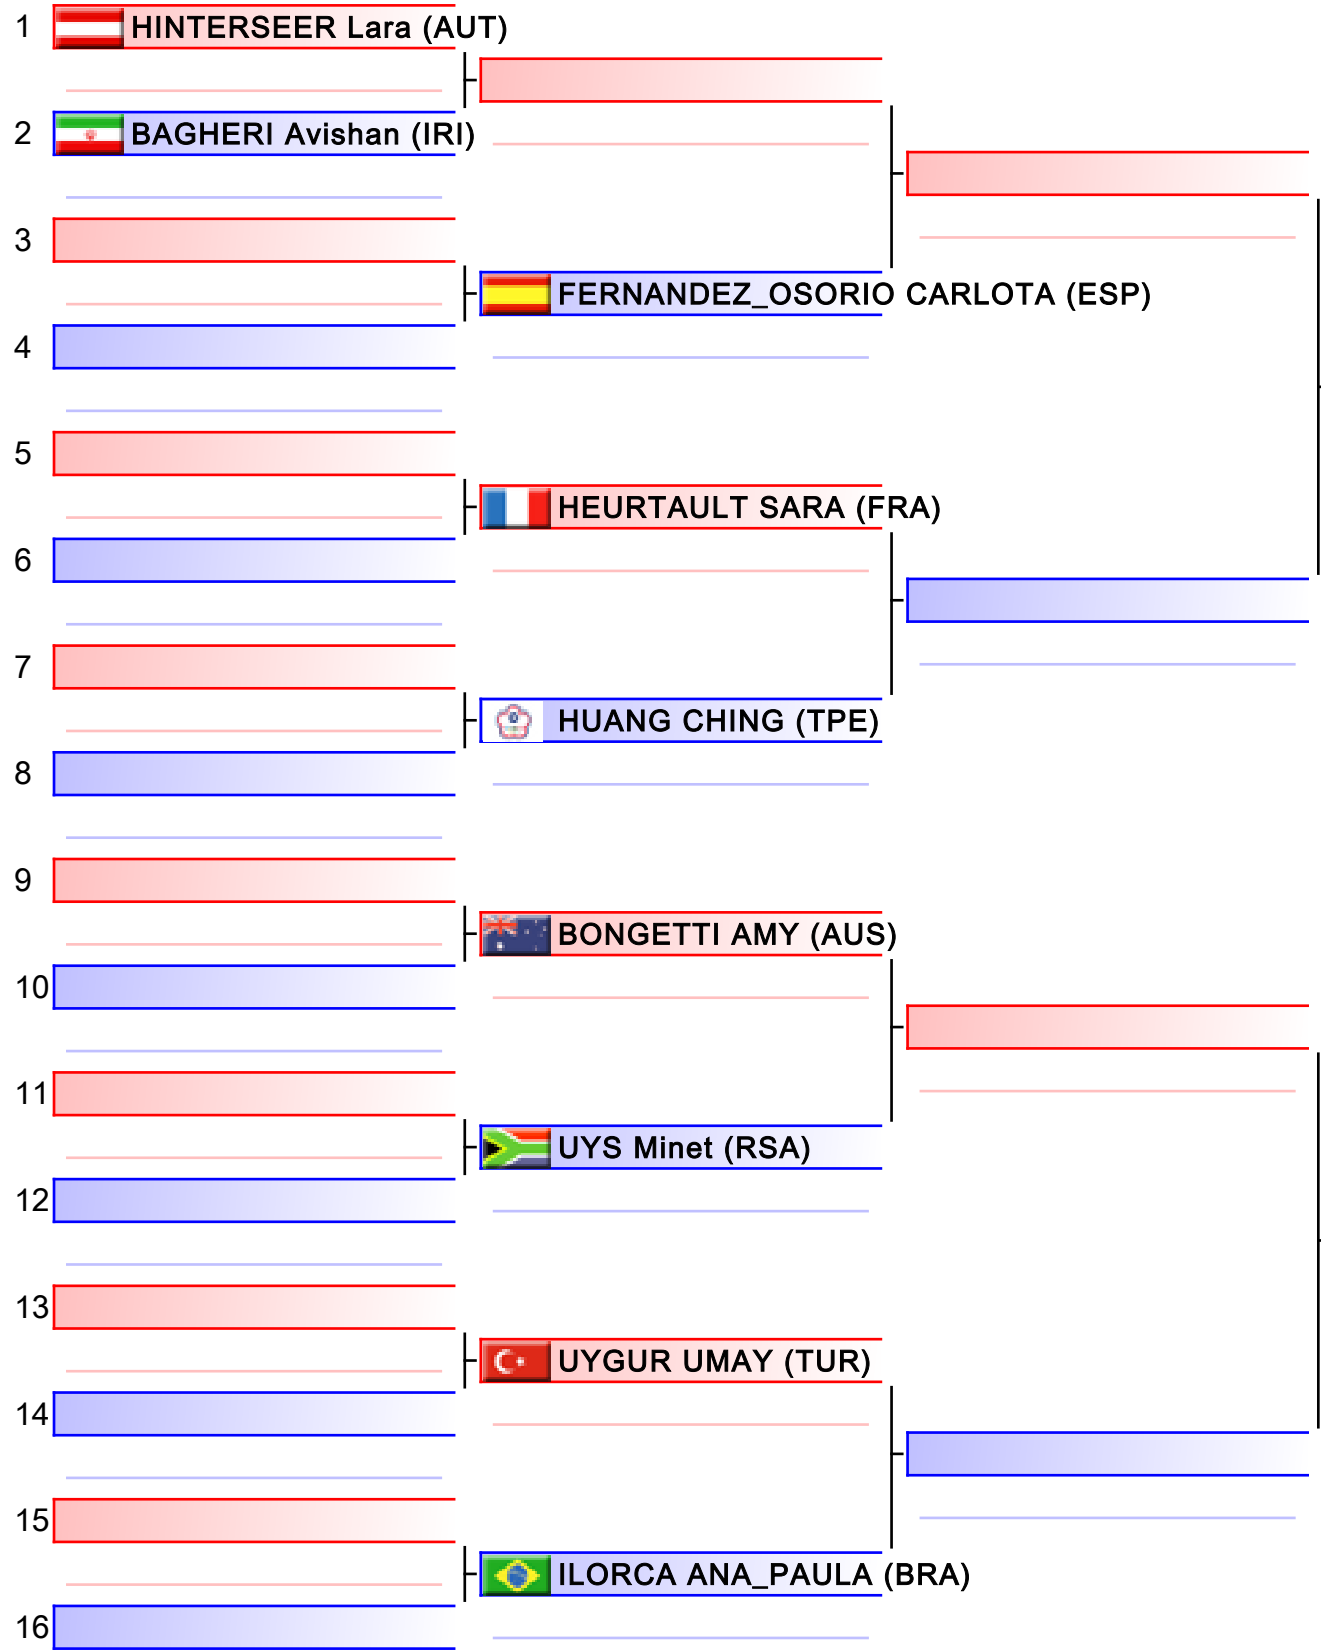 1 HINTERSEER Lara (AUT)
2 BAGHERI Avishan (IRI)
3
FERNANDEZ_OSORIO CARLOTA (ESP)
4
5
HEURTAULT SARA (FRA)
6
7
HUANG CHING (TPE)
8
9
BONGETTI AMY (AUS)
10
11
UYS Minet (RSA)
12
13
UYGUR UMAY (TUR)
14
15
ILORCA ANA_PAULA (BRA)
16